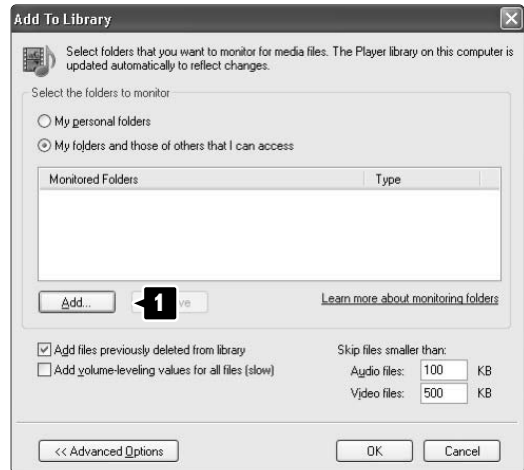 Add To Library
Select folders that you want to monitor for media files. The Player library on this computer is
updated automatically to reflect changes.
Select the folders to monitor
My personal folders
My folders and those of others that I can access
Monitored Folders Type
Add... 1
Learn more about monitoring folders
Add files previously deleted from library
Add volume-leveling values for all files (slow)
Skip files smaller than:
Audio files: 100 KB
Video files: 500 KB
<< Advanced Options OK Cancel